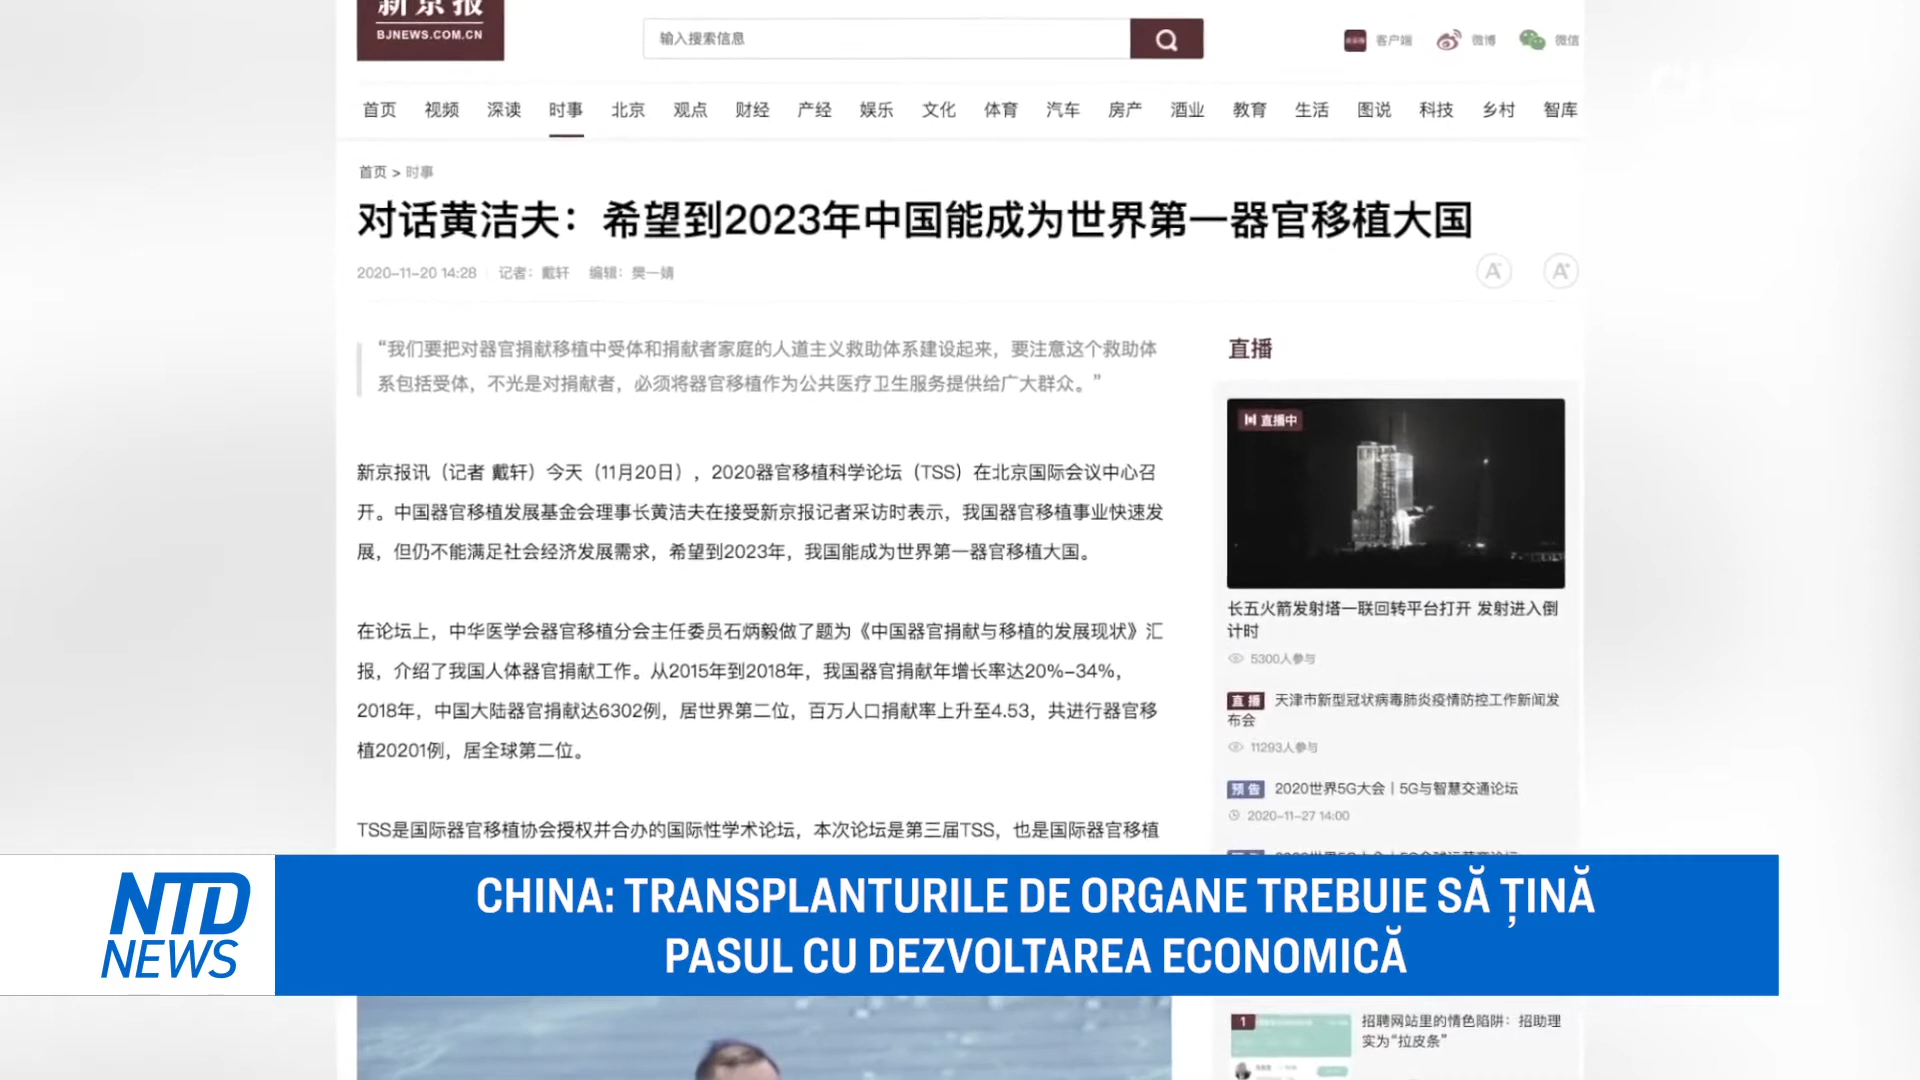 新京报
BJNEWS.COM.CN
输入搜索信息
客户端 微博 微信
首页 视频 深读 时事 北京 观点 财经 产经 娱乐 文化 体育 汽车 房产 酒业 教育 生活 图说 科技 乡村 智库
首页 > 时事
对话黄洁夫：希望到2023年中国能成为世界第一器官移植大国
2020-11-20 14:28 记者：戴轩 编辑：樊一婧
A- A+
“我们要把对器官捐献移植中受体和捐献者家庭的人道主义救助体系建设起来，要注意这个救助体
系包括受体，不光是对捐献者，必须将器官移植作为公共医疗卫生服务提供给广大群众。”
新京报讯（记者 戴轩）今天（11月20日），2020器官移植科学论坛（TSS）在北京国际会议中心召
开。中国器官移植发展基金会理事长黄洁夫在接受新京报记者采访时表示，我国器官移植事业快速发
展，但仍不能满足社会经济发展需求，希望到2023年，我国能成为世界第一器官移植大国。
在论坛上，中华医学会器官移植分会主任委员石炳毅做了题为《中国器官捐献与移植的发展现状》汇
报，介绍了我国人体器官捐献工作。从2015年到2018年，我国器官捐献年增长率达20%-34%，
2018年，中国大陆器官捐献达6302例，居世界第二位，百万人口捐献率上升至4.53，共进行器官移
植20201例，居全球第二位。
TSS是国际器官移植协会授权并合办的国际性学术论坛，本次论坛是第三届TSS，也是国际器官移植
直播
直播中
长五火箭发射塔一联回转平台打开 发射进入倒
计时
5300人参与
直播 天津市新型冠状病毒肺炎疫情防控工作新闻发
布会
11293人参与
预告 2020世界5G大会丨5G与智慧交通论坛
2020-11-27 14:00
NTD
NEWS
CHINA: TRANSPLANTURILE DE ORGANE TREBUIE SĂ ȚINĂ
PASUL CU DEZVOLTAREA ECONOMICĂ
1
招聘网站里的情色陷阱：招助理
实为“拉皮条”